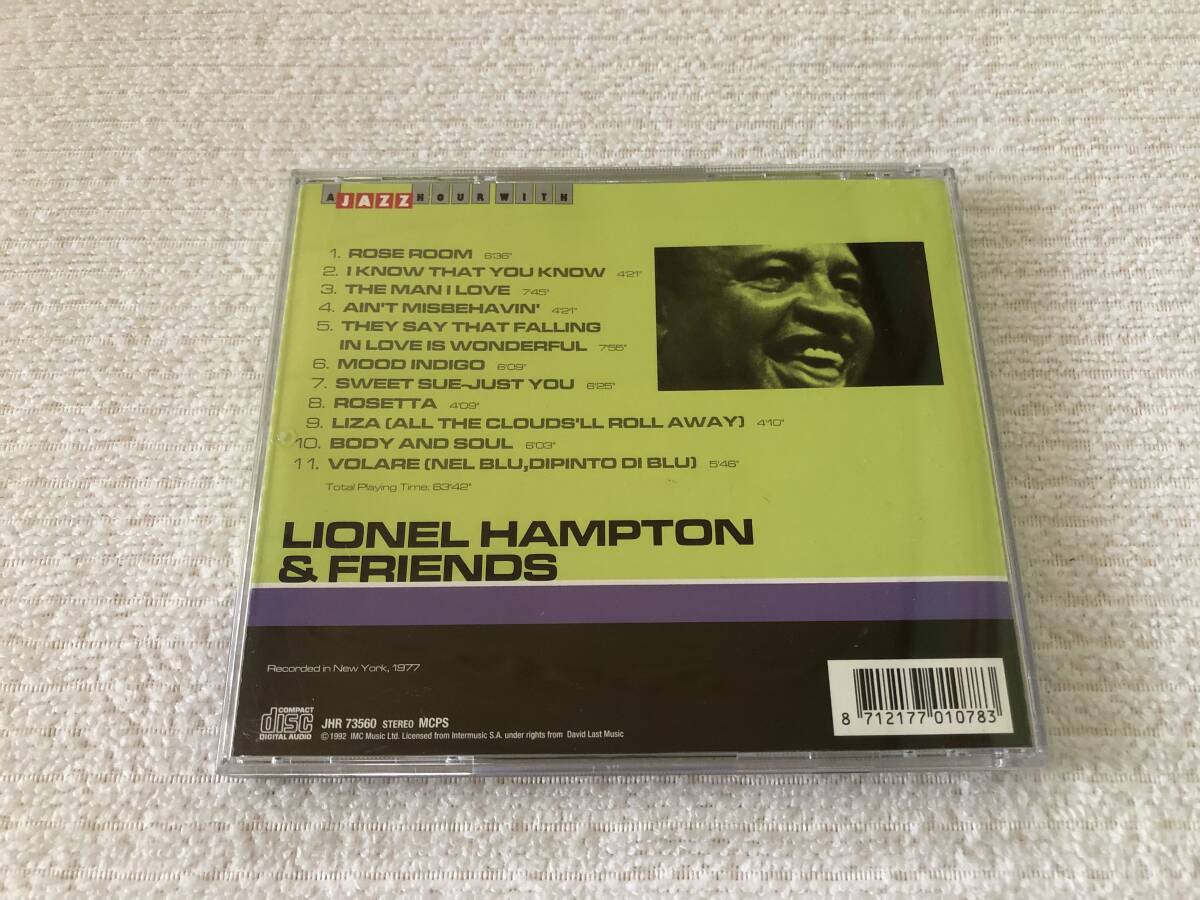 A JAZZ HOUR WITH
1. ROSE ROOM 6'36"
2. I KNOW THAT YOU KNOW 4'21"
3. THE MAN I LOVE 7'45"
4. AIN'T MISBEHAVIN' 4'21"
5. THEY SAY THAT FALLING
IN LOVE IS WONDERFUL 7'55"
6. MOOD INDIGO 6'09"
7. SWEET SUE-JUST YOU 6'25"
8. ROSETTA 4'09"
9. LIZA (ALL THE CLOUDS'LL ROLL AWAY) 4'10"
10. BODY AND SOUL 6'03"
11. VOLARE (NEL BLU,DIPINTO DI BLU) 5'46"
Total Playing Time: 63'42"
LIONEL HAMPTON
& FRIENDS
Recorded in New York, 1977
COMPACT
disc
DIGITAL AUDIO
JHR 73560 STEREO MCPS
©1992 IMC Music Ltd. Licensed from Intermusic S.A. under rights from David Last Music
8 712177 010783